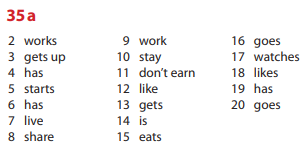 35a
2 works
3 gets up
4 has
5 starts
6 has
7 live
8 share
9 work
10 stay
11 don't earn
12 like
13 gets
14 is
15 eats
16 goes
17 watches
18 likes
19 has
20 goes